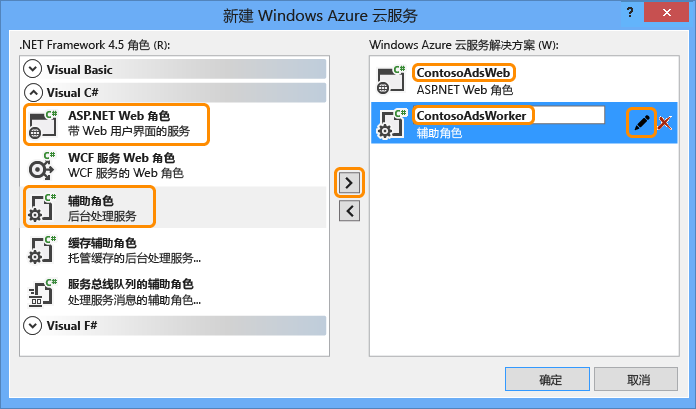 新建 Windows Azure 云服务
?
.NET Framework 4.5 角色 (R):
Visual Basic
Visual C#
C#
ASP.NET Web 角色
带 Web 用户界面的服务
C#
WCF 服务 Web 角色
WCF 服务的 Web 角色
C#
辅助角色
后台处理服务
C#
缓存辅助角色
托管缓存的后台处理服务...
C#
服务总线队列的辅助角色
处理服务消息的辅助角色...
Visual F#
Windows Azure 云服务解决方案 (W):
C#
ContosoAdsWeb
ASP.NET Web 角色
C#
ContosoAdsWorker
辅助角色
确定
取消